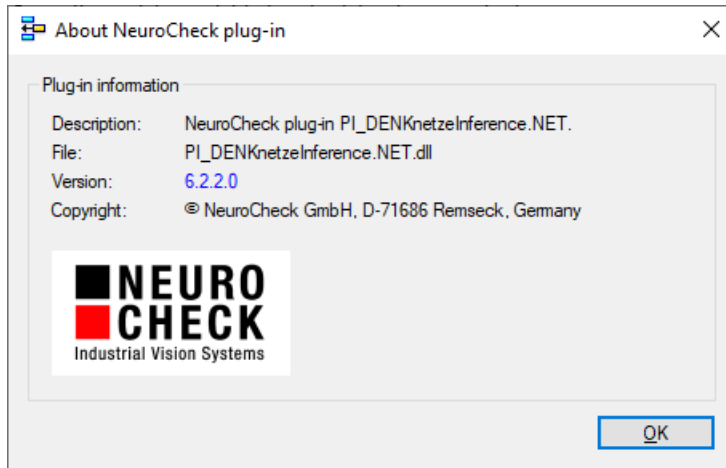 About NeuroCheck plug-in
Plug-in information
Description: NeuroCheck plug-in PI_DENKnetzeInference.NET.
File: PI_DENKnetzeInference.NET.dll
Version: 6.2.2.0
Copyright: © NeuroCheck GmbH, D-71686 Remseck, Germany
NEURO
CHECK
Industrial Vision Systems
OK